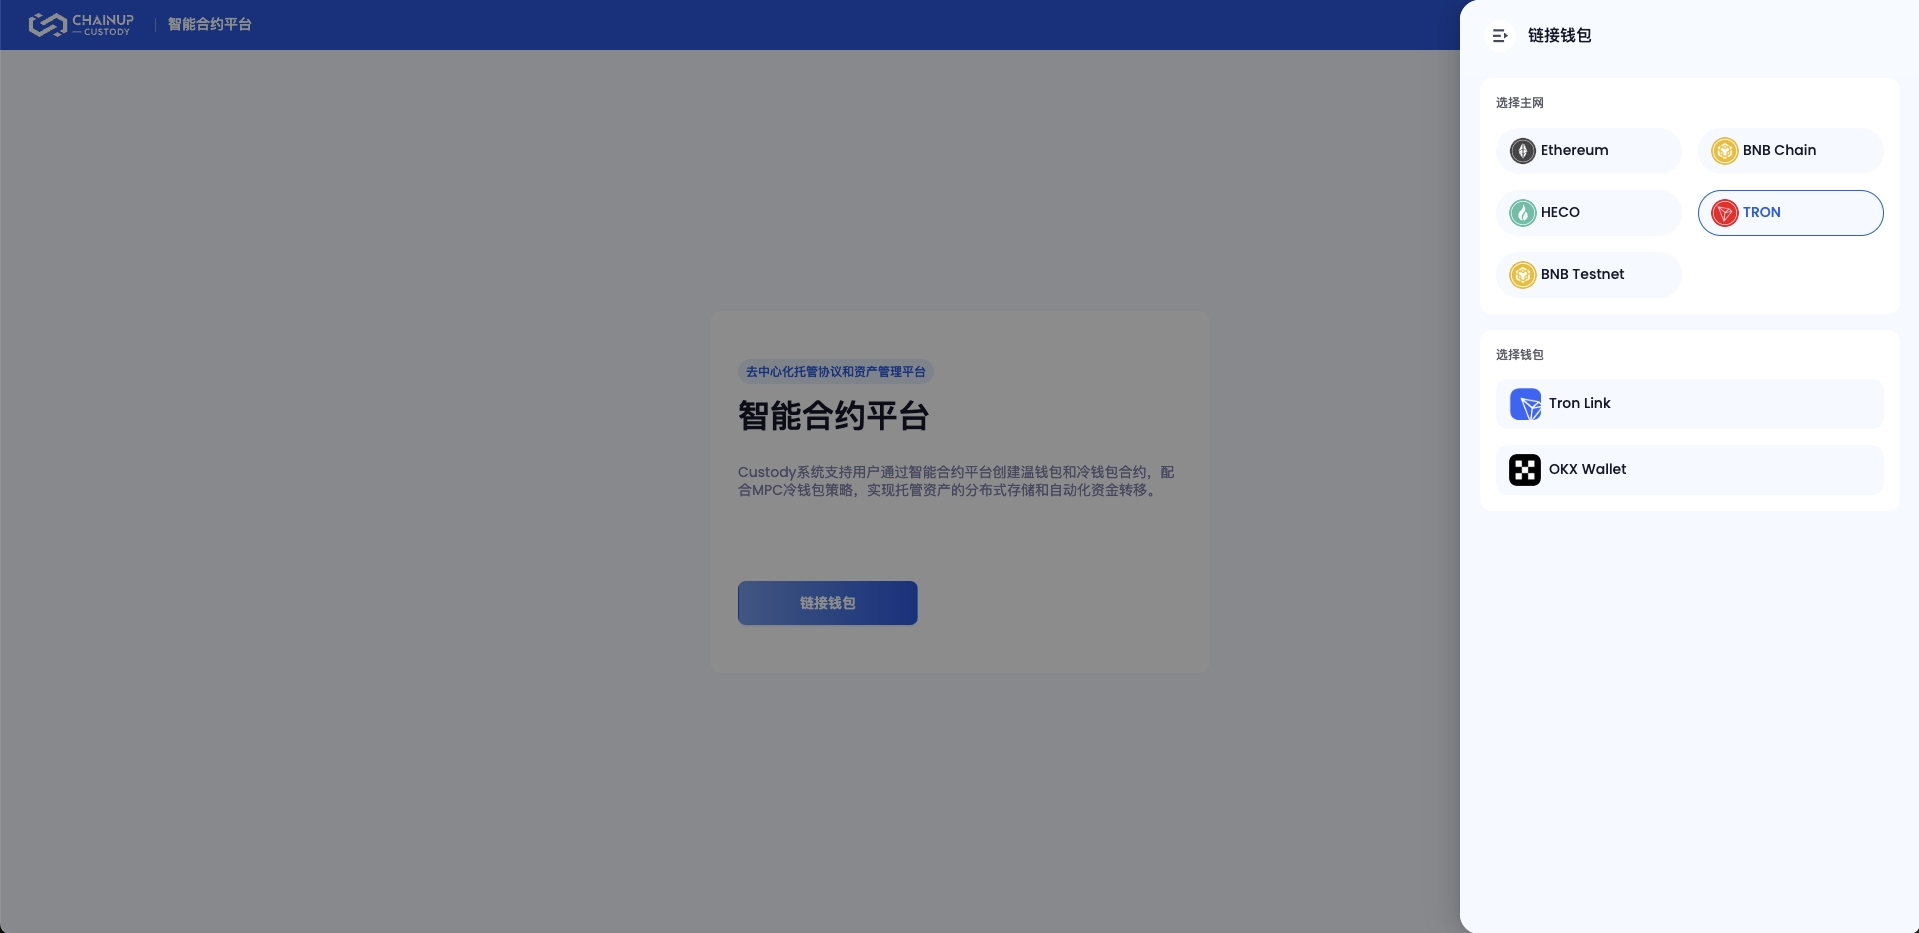 CHAINUP
CUSTODY
智能合约平台
去中心化托管协议和资产管理平台
智能合约平台
Custody系统支持用户通过智能合约平台创建温钱包和冷钱包合约，配
合MPC冷钱包策略，实现托管资产的分布式存储和自动化资金转移。
链接钱包
链接钱包
选择主网
Ethereum
BNB Chain
HECO
TRON
BNB Testnet
选择钱包
Tron Link
OKX Wallet